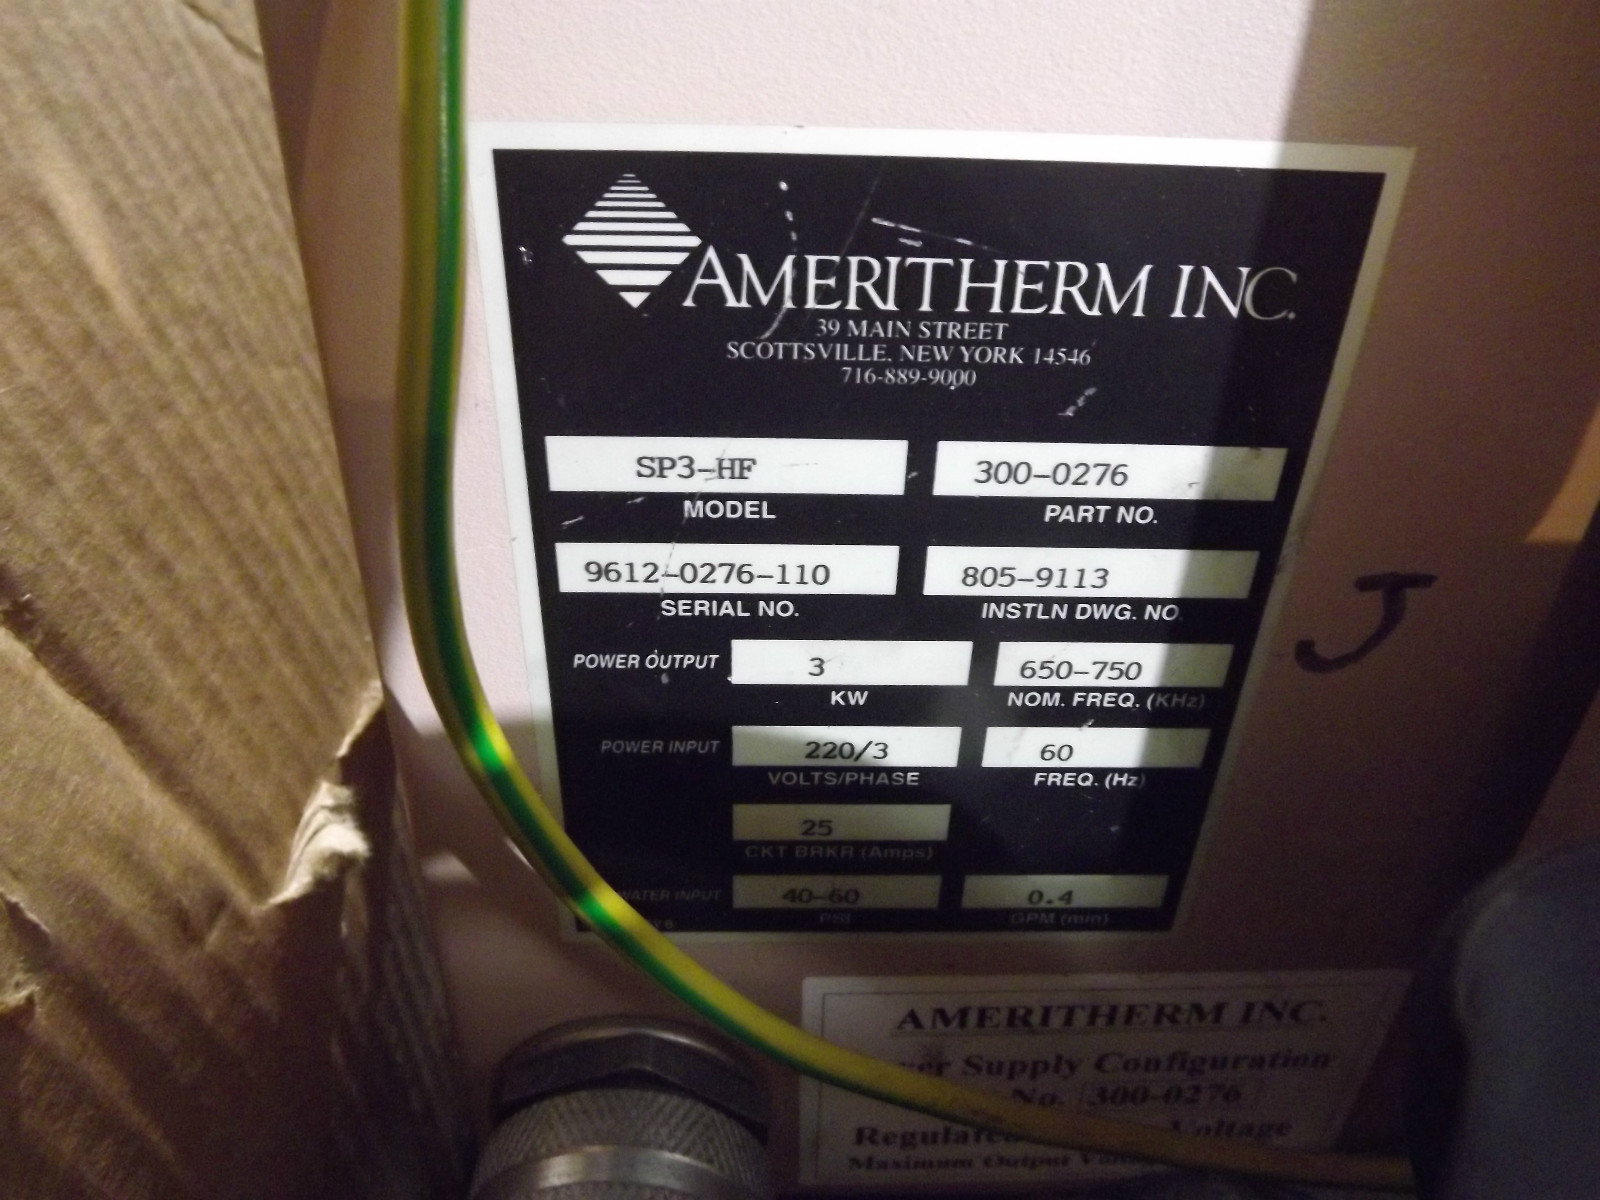 AMERITHERM INC.
39 MAIN STREET
SCOTTSVILLE, NEW YORK 14546
716-889-9000
SP3-HF 300-0276
MODEL PART NO.
9612-0276-110 805-9113
SERIAL NO. INSTLN DWG. NO.
POWER OUTPUT 3 650-750
KW NOM. FREQ. (KHz)
POWER INPUT 220/3 60
VOLTS/PHASE FREQ. (Hz)
25
CKT BRKR (Amps)
WATER INPUT 40-60 0.4
PSI GPM (min)
J
AMERITHERM INC.
Supply Configuration
No. 300-0276
Voltage
Maximum Output